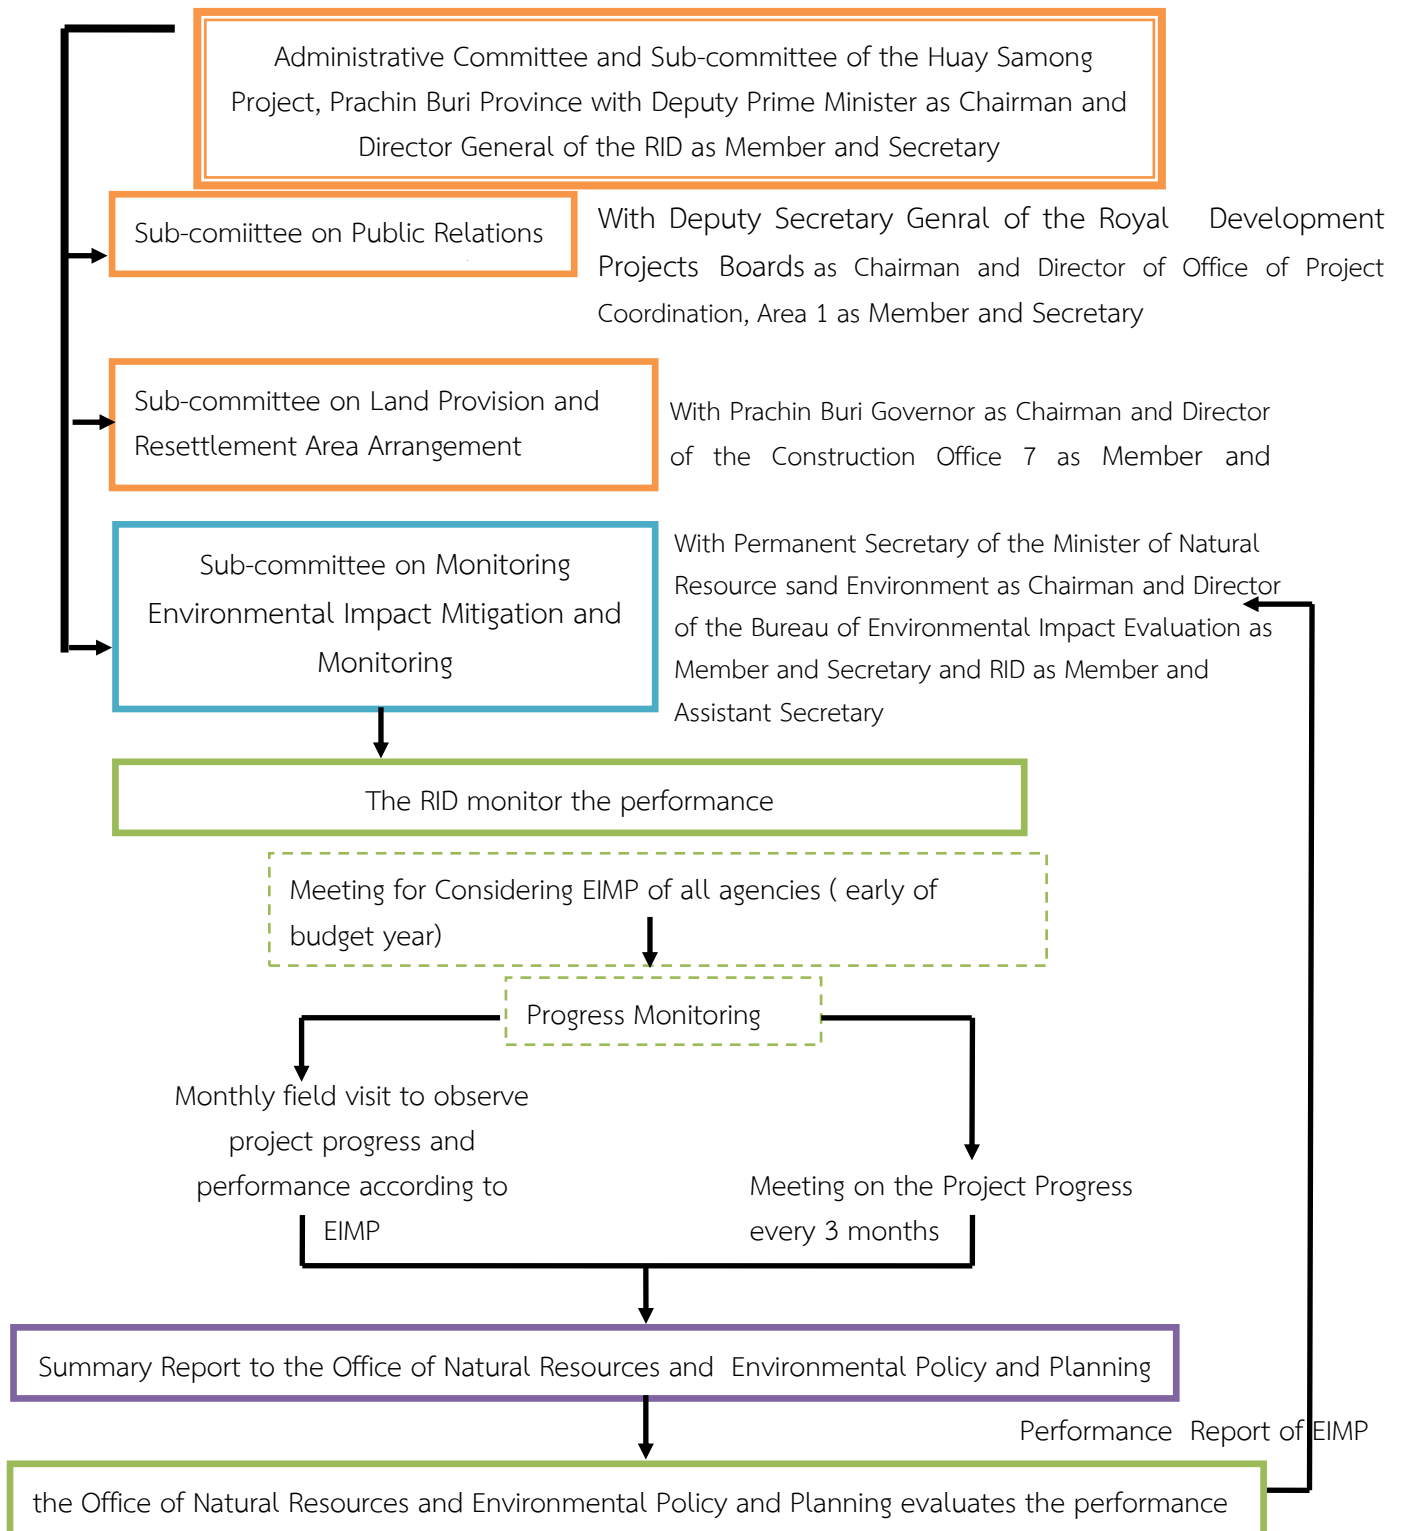 Administrative Committee and Sub-committee of the Huay Samong
Project, Prachin Buri Province with Deputy Prime Minister as Chairman and
Director General of the RID as Member and Secretary
Sub-comiittee on Public Relations
With Deputy Secretary Genral of the Royal Development
Projects Boards as Chairman and Director of Office of Project
Coordination, Area 1 as Member and Secretary
Sub-committee on Land Provision and
Resettlement Area Arrangement
With Prachin Buri Governor as Chairman and Director
of the Construction Office 7 as Member and
Sub-committee on Monitoring
Environmental Impact Mitigation and
Monitoring
With Permanent Secretary of the Minister of Natural
Resource sand Environment as Chairman and Director
of the Bureau of Environmental Impact Evaluation as
Member and Secretary and RID as Member and
Assistant Secretary
The RID monitor the performance
Meeting for Considering EIMP of all agencies ( early of
budget year)
Progress Monitoring
Monthly field visit to observe
project progress and
performance according to
EIMP
Meeting on the Project Progress
every 3 months
Summary Report to the Office of Natural Resources and Environmental Policy and Planning
Performance Report of EIMP
the Office of Natural Resources and Environmental Policy and Planning evaluates the performance